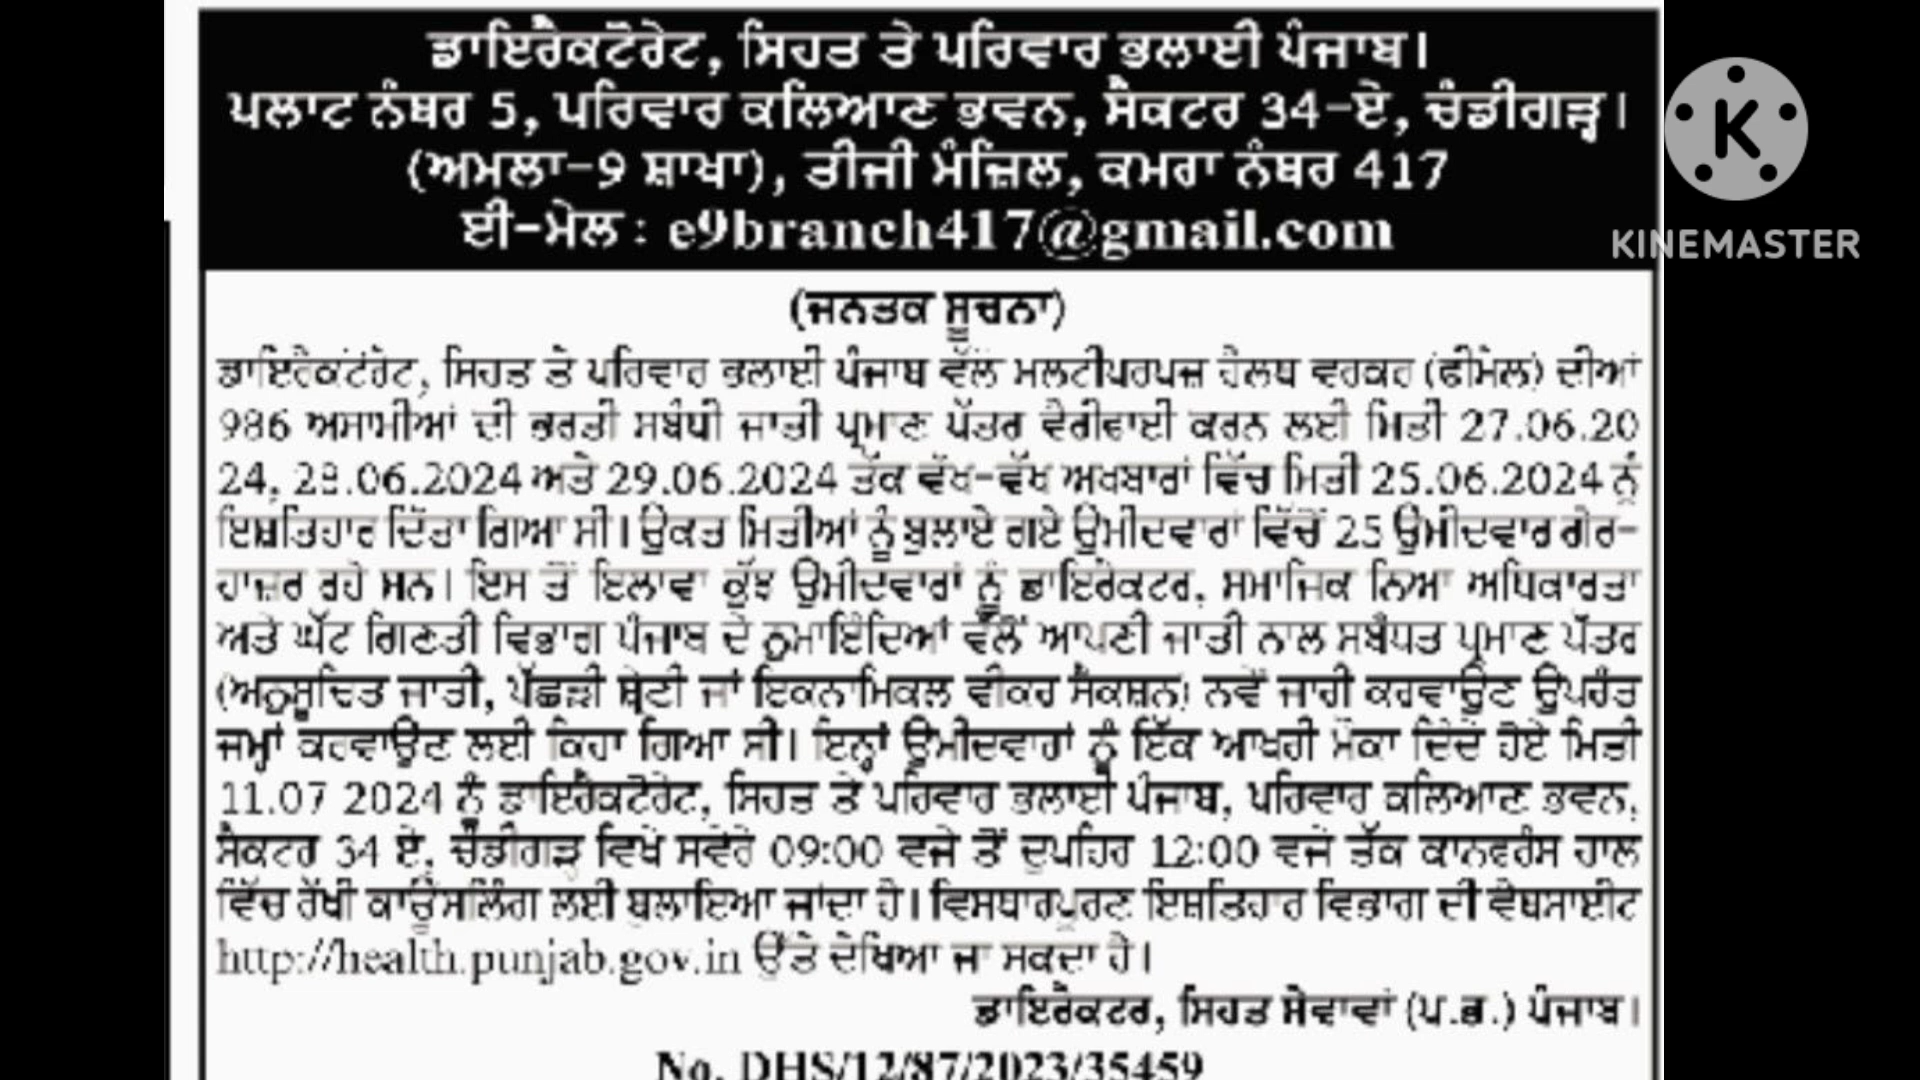 ਡਾਇਰੈਕਟੋਰੇਟ, ਸਿਹਤ ਤੇ ਪਰਿਵਾਰ ਭਲਾਈ ਪੰਜਾਬ।
ਪਲਾਟ ਨੰਬਰ 5, ਪਰਿਵਾਰ ਕਲਿਆਣ ਭਵਨ, ਸੈਕਟਰ 34-ਏ, ਚੰਡੀਗੜ੍ਹ।
(ਅਮਲਾ-9 ਸ਼ਾਖਾ), ਤੀਜੀ ਮੰਜ਼ਿਲ, ਕਮਰਾ ਨੰਬਰ 417
ਈ-ਮੇਲ : e9branch417@gmail.com
KINEMASTER
(ਜਨਤਕ ਸੂਚਨਾ)
ਡਾਇਰੈਕਟੋਰੇਟ, ਸਿਹਤ ਤੇ ਪਰਿਵਾਰ ਭਲਾਈ ਪੰਜਾਬ ਵੱਲੋਂ ਮਲਟੀਪਰਪਜ਼ ਹੈਲਥ ਵਰਕਰ (ਫੀਮੇਲ) ਦੀਆਂ
986 ਅਸਾਮੀਆਂ ਦੀ ਭਰਤੀ ਸਬੰਧੀ ਜਾਤੀ ਪ੍ਰਮਾਣ ਪੱਤਰ ਵੈਰੀਵਾਈ ਕਰਨ ਲਈ ਮਿਤੀ 27.06.20
24, 28.06.2024 ਅਤੇ 29.06.2024 ਤੱਕ ਵੱਖ-ਵੱਖ ਅਖਬਾਰਾਂ ਵਿੱਚ ਮਿਤੀ 25.06.2024 ਨੂੰ
ਇਸ਼ਤਿਹਾਰ ਦਿੱਤਾ ਗਿਆ ਸੀ। ਉਕਤ ਮਿਤੀਆਂ ਨੂੰ ਬੁਲਾਏ ਗਏ ਉਮੀਦਵਾਰਾਂ ਵਿੱਚੋਂ 25 ਉਮੀਦਵਾਰ ਗੈਰ-
ਹਾਜ਼ਰ ਰਹੇ ਸਨ। ਇਸ ਤੋਂ ਇਲਾਵਾ ਕੁੱਝ ਉਮੀਦਵਾਰਾਂ ਨੂੰ ਡਾਇਰੈਕਟਰ, ਸਮਾਜਿਕ ਨਿਆਂ ਅਧਿਕਾਰਤਾ
ਅਤੇ ਘੱਟ ਗਿਣਤੀ ਵਿਭਾਗ ਪੰਜਾਬ ਦੇ ਨੁਮਾਇੰਦਿਆਂ ਵੱਲੋਂ ਆਪਣੀ ਜਾਤੀ ਨਾਲ ਸਬੰਧਤ ਪ੍ਰਮਾਣ ਪੱਤਰ
(ਅਨੁਸੂਚਿਤ ਜਾਤੀ, ਪੱਛੜੀ ਸ਼੍ਰੇਣੀ ਜਾਂ ਇਕਨਾਮਿਕਲ ਵੀਕਰ ਸੈਕਸ਼ਨ) ਨਵੇਂ ਜਾਰੀ ਕਰਵਾਉਣ ਉਪਰੰਤ
ਜਮ੍ਹਾਂ ਕਰਵਾਉਣ ਲਈ ਕਿਹਾ ਗਿਆ ਸੀ। ਇਨ੍ਹਾਂ ਉਮੀਦਵਾਰਾਂ ਨੂੰ ਇੱਕ ਆਖਰੀ ਮੌਕਾ ਦਿੰਦੇ ਹੋਏ ਮਿਤੀ
11.07 2024 ਨੂੰ ਡਾਇਰੈਕਟੋਰੇਟ, ਸਿਹਤ ਤੇ ਪਰਿਵਾਰ ਭਲਾਈ ਪੰਜਾਬ, ਪਰਿਵਾਰ ਕਲਿਆਣ ਭਵਨ,
ਸੈਕਟਰ 34 ਏ, ਚੰਡੀਗੜ੍ਹ ਵਿਖੇ ਸਵੇਰੇ 09:00 ਵਜੇ ਤੋਂ ਦੁਪਹਿਰ 12:00 ਵਜੇ ਤੱਕ ਕਾਨਫਰੰਸ ਹਾਲ
ਵਿੱਚ ਰੱਖੀ ਕਾਊਂਸਲਿੰਗ ਲਈ ਬੁਲਾਇਆ ਜਾਂਦਾ ਹੈ। ਵਿਸਥਾਰਪੂਰਣ ਇਸ਼ਤਿਹਾਰ ਵਿਭਾਗ ਦੀ ਵੈਬਸਾਈਟ
http://health.punjab.gov.in ਉੱਤੇ ਦੇਖਿਆ ਜਾ ਸਕਦਾ ਹੈ।
ਡਾਇਰੈਕਟਰ, ਸਿਹਤ ਸੇਵਾਵਾਂ (ਪ.ਭ.) ਪੰਜਾਬ।
No. DHS/12/87/2023/35459